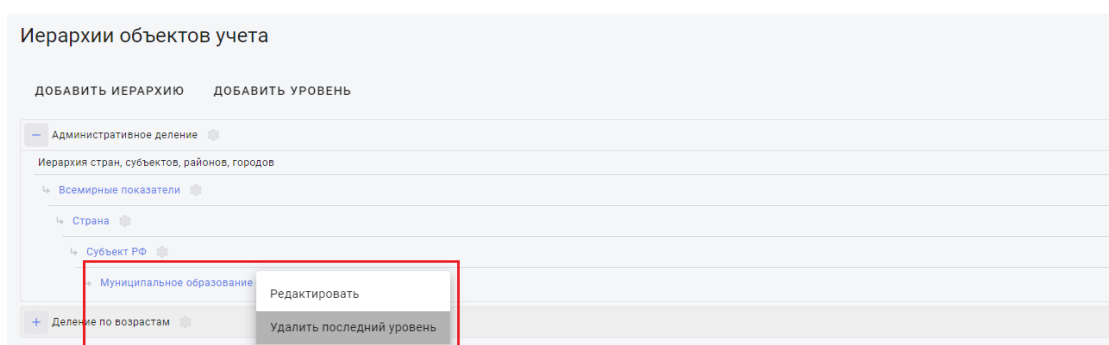 Иерархии объектов учета
ДОБАВИТЬ ИЕРАРХИЮ ДОБАВИТЬ УРОВЕНЬ
Административное деление
Иерархия стран, субъектов, районов, городов
Всемирные показатели
Страна
Субъект РФ
Муниципальное образование
Редактировать
Деление по возрастам
Удалить последний уровень